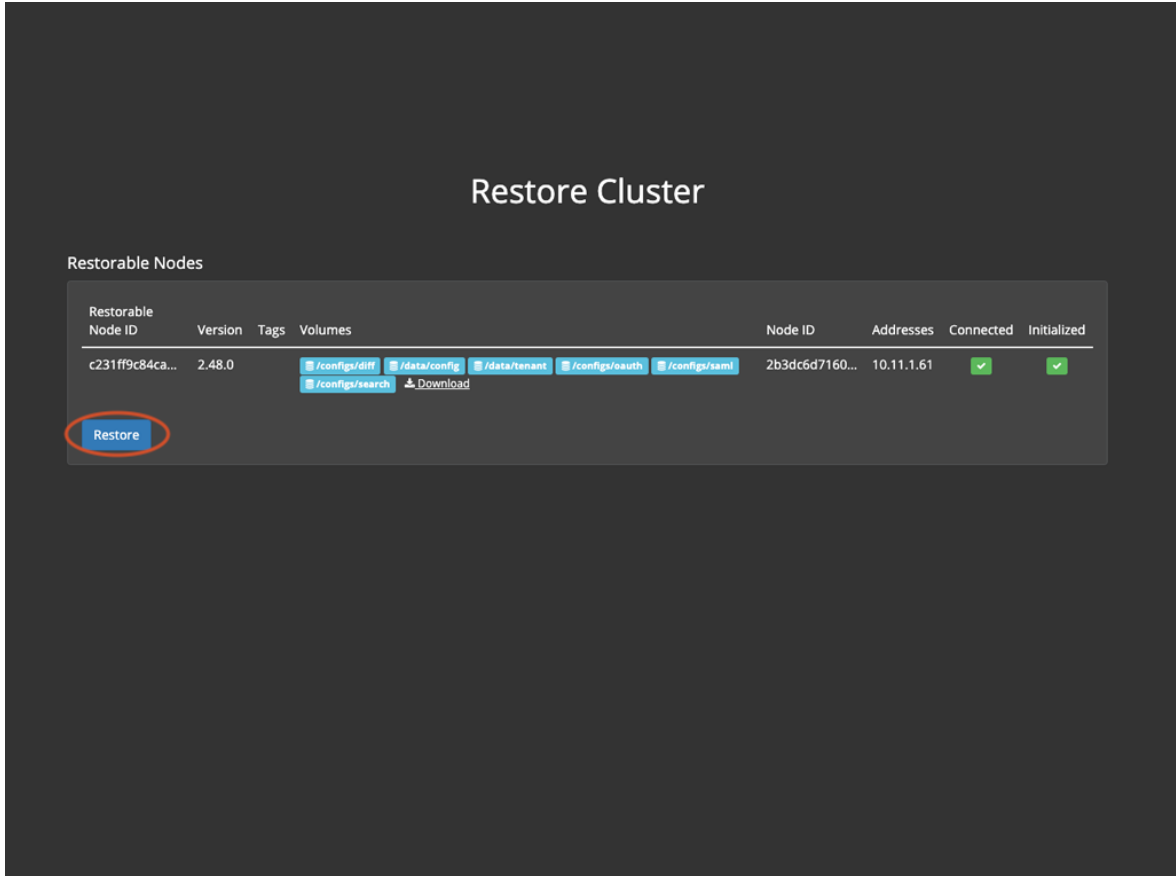 Restore Cluster
Restorable Nodes
Restorable
Node ID Version Tags Volumes Node ID Addresses Connected Initialized
c231ff9c84ca... 2.48.0 /configs/diff /data/config /data/tenant /configs/oauth /configs/saml 2b3dc6d7160... 10.11.1.61
/configs/search Download
Restore